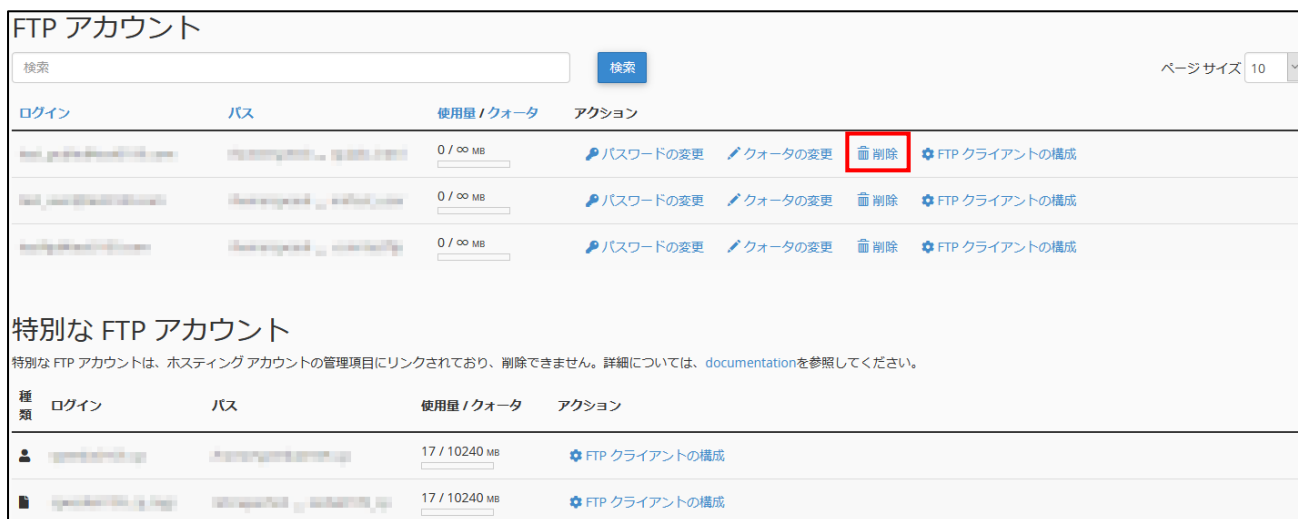 FTP アカウント
検索 検索 ページ サイズ 10
ログイン パス 使用量 / クォータ アクション
0 / ∞ MB パスワードの変更 クォータの変更 削除 FTP クライアントの構成
0 / ∞ MB パスワードの変更 クォータの変更 削除 FTP クライアントの構成
0 / ∞ MB パスワードの変更 クォータの変更 削除 FTP クライアントの構成
特別な FTP アカウント
特別な FTP アカウントは、ホスティング アカウントの管理項目にリンクされており、削除できません。詳細については、documentationを参照してください。
種類 ログイン パス 使用量 / クォータ アクション
17 / 10240 MB FTP クライアントの構成
17 / 10240 MB FTP クライアントの構成